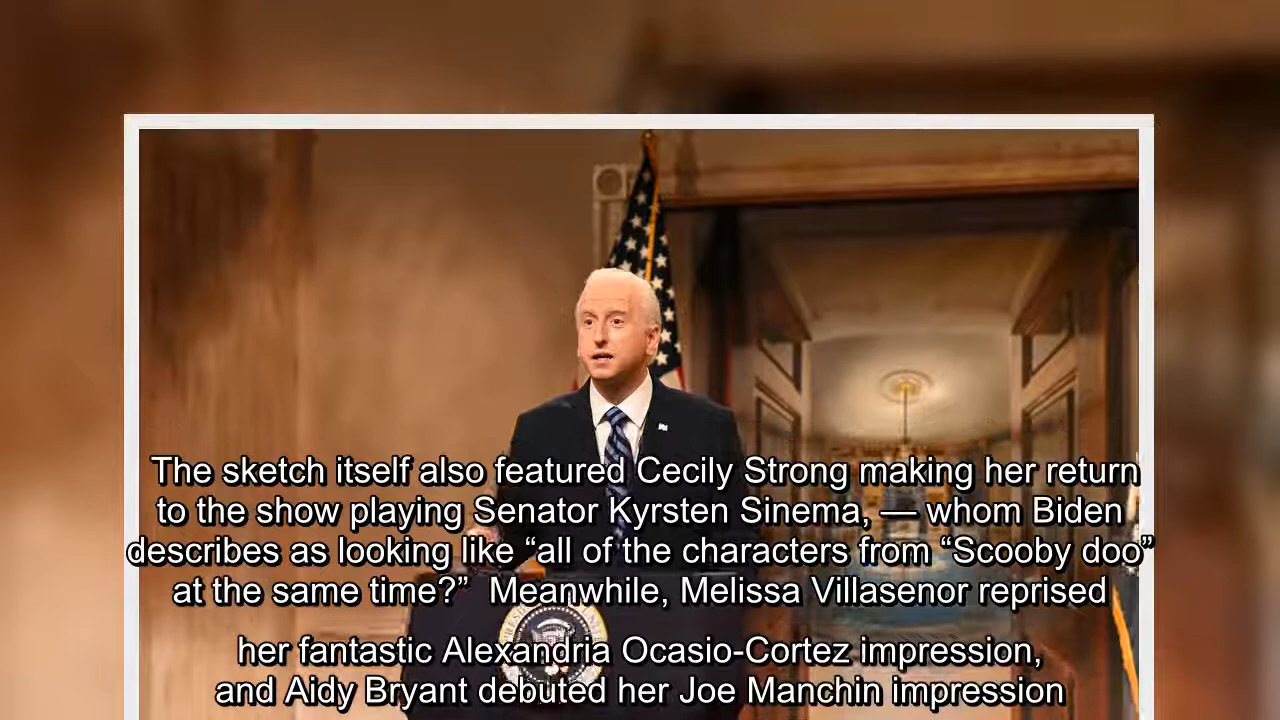 The sketch itself also featured Cecily Strong making her return
to the show playing Senator Kyrsten Sinema, — whom Biden
describes as looking like “all of the characters from “Scooby doo”
at the same time?”  Meanwhile, Melissa Villasenor reprised
her fantastic Alexandria Ocasio-Cortez impression,
and Aidy Bryant debuted her Joe Manchin impression